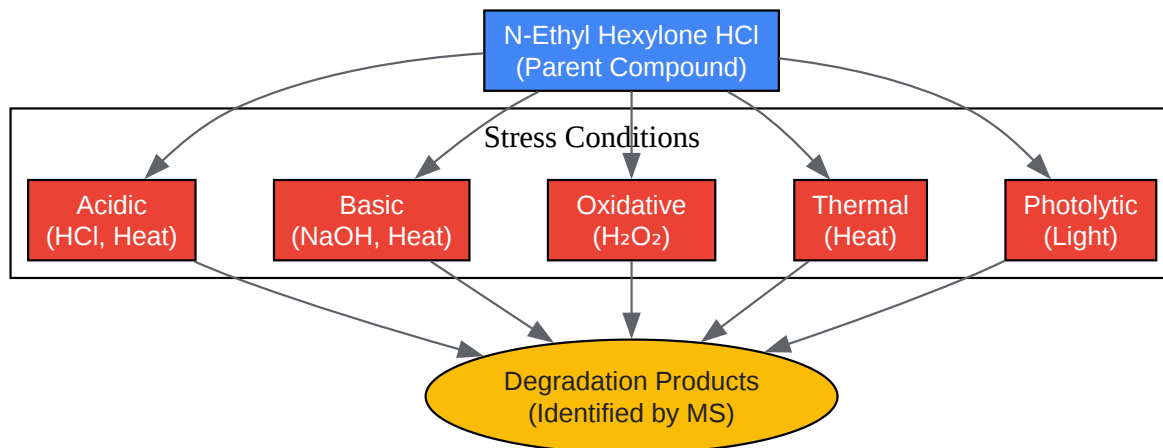 N-Ethyl Hexylone HCl
(Parent Compound)
Stress Conditions
Acidic
(HCl, Heat)
Basic
(NaOH, Heat)
Oxidative
(H₂O₂)
Thermal
(Heat)
Photolytic
(Light)
Degradation Products
(Identified by MS)